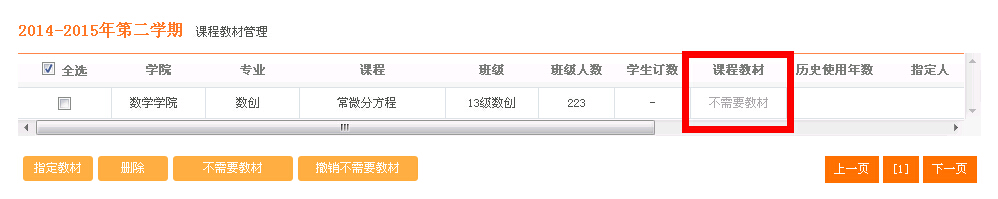 2014-2015年第二学期 课程教材管理
全选 学院 专业 课程 班级 班级人数 学生订数 课程教材 历史使用年数 指定人
数学学院 数创 常微分方程 13级数创 223 - 不需要教材
指定教材 删除 不需要教材 撤销不需要教材 上一页 [1] 下一页